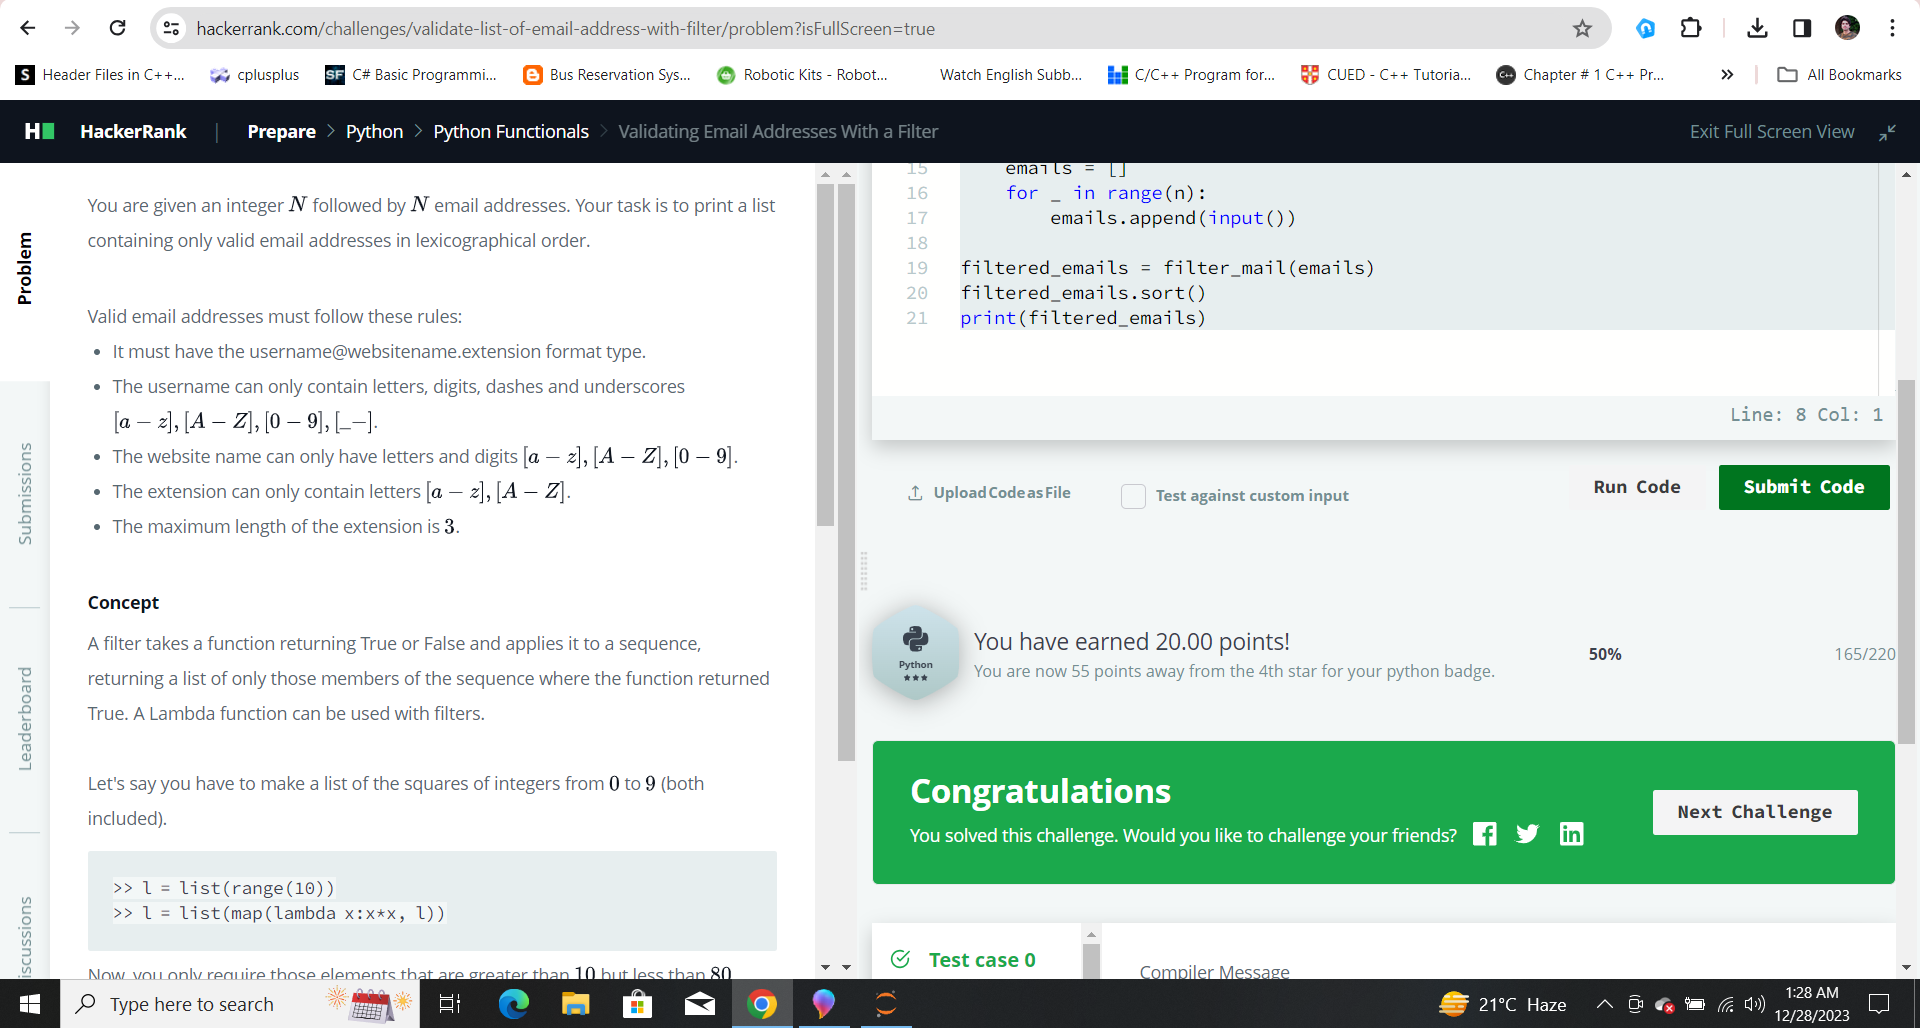 hackerrank.com/challenges/validate-list-of-email-address-with-filter/problem?isFullScreen=true
S Header Files in C++... cplusplus SF C# Basic Programmi... Bus Reservation Sys... Robotic Kits - Robot... Watch English Subb... C/C++ Program for... CUED - C++ Tutoria... C++ Chapter # 1 C++ Pr... » All Bookmarks
H HackerRank | Prepare > Python > Python Functionals > Validating Email Addresses With a Filter Exit Full Screen View
Problem
Submissions
Leaderboard
iscussions
You are given an integer N followed by N email addresses. Your task is to print a list
containing only valid email addresses in lexicographical order.
Valid email addresses must follow these rules:
• It must have the username@websitename.extension format type.
• The username can only contain letters, digits, dashes and underscores
[a − z], [A − Z], [0 − 9], [_−].
• The website name can only have letters and digits [a − z], [A − Z], [0 − 9].
• The extension can only contain letters [a − z], [A − Z].
• The maximum length of the extension is 3.
Concept
A filter takes a function returning True or False and applies it to a sequence,
returning a list of only those members of the sequence where the function returned
True. A Lambda function can be used with filters.
Let's say you have to make a list of the squares of integers from 0 to 9 (both
included).
>> l = list(range(10))
>> l = list(map(lambda x:x*x, l))
Now, you only require those elements that are greater than 10 but less than 80
15 emails = []
16 for _ in range(n):
17 emails.append(input())
18
19 filtered_emails = filter_mail(emails)
20 filtered_emails.sort()
21 print(filtered_emails)
Line: 8 Col: 1
Upload Code as File Test against custom input Run Code Submit Code
Python
You have earned 20.00 points!
You are now 55 points away from the 4th star for your python badge.
50% 165/220
Congratulations
You solved this challenge. Would you like to challenge your friends?
Next Challenge
Test case 0
Compiler Message
Type here to search
21°C Haze
1:28 AM
12/28/2023